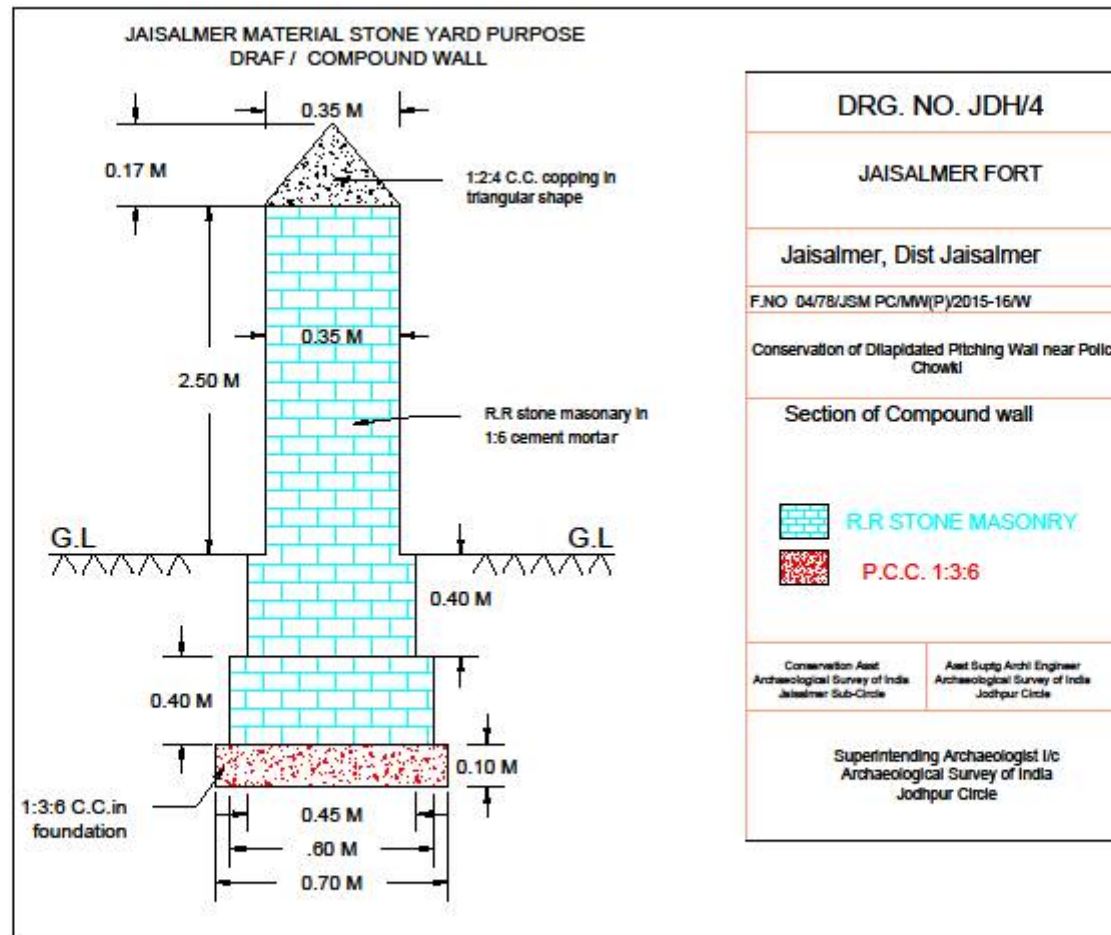 JAISALMER MATERIAL STONE YARD PURPOSE
DRAF / COMPOUND WALL
0.35 M
0.17 M
1:2:4 C.C. copping in
triangular shape
0.35 M
2.50 M
R.R stone masonary in
1:6 cement mortar
G.L
G.L
0.40 M
0.40 M
0.10 M
1:3:6 C.C.in
foundation
0.45 M
.60 M
0.70 M
DRG. NO. JDH/4
JAISALMER FORT
Jaisalmer, Dist Jaisalmer
F.NO 04/78/JSM PC/MW(P)/2015-16/W
Conservation of Dilapidated Pitching Wall near Polic
Chowki
Section of Compound wall
R.R STONE MASONRY
P.C.C. 1:3:6
Conservation Asst
Archaeological Survey of India
Jaisalmer Sub-Circle
Asst Suptg Archl Engineer
Archaeological Survey of India
Jodhpur Circle
Superintending Archaeologist I/c
Archaeological Survey of India
Jodhpur Circle